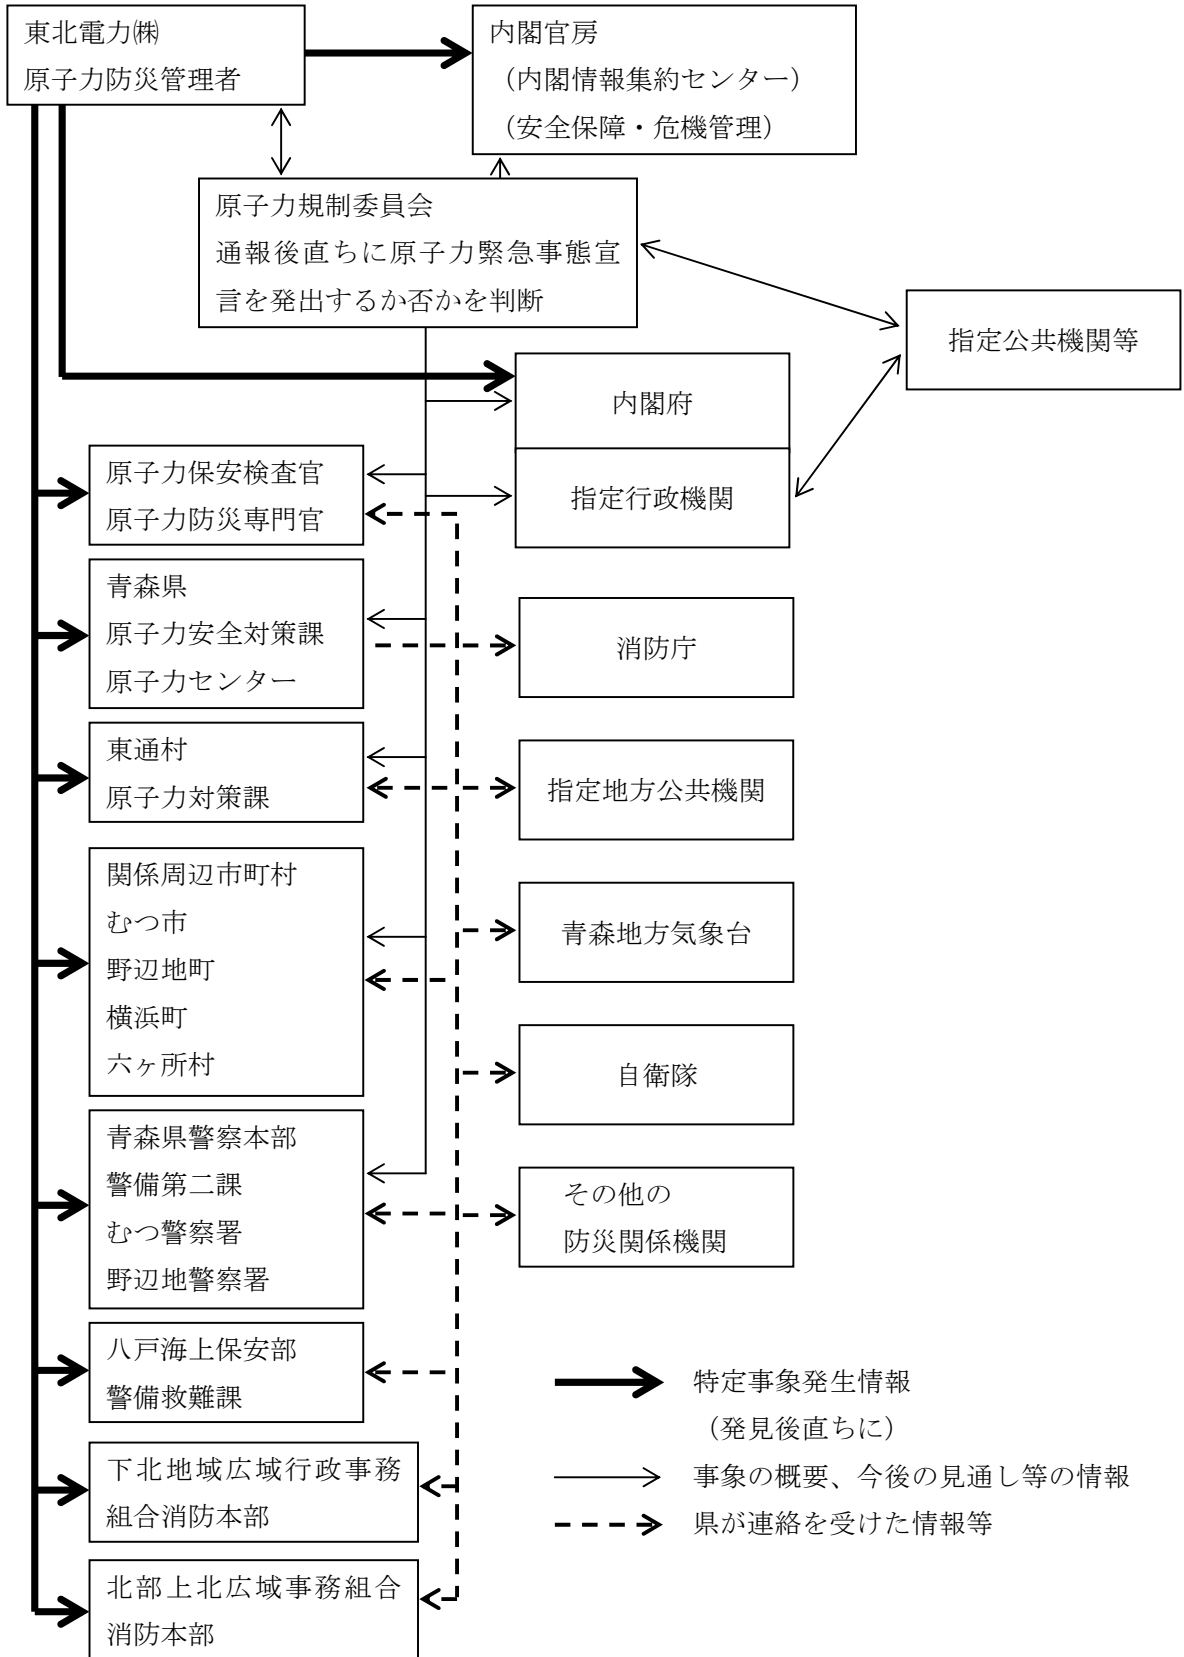 東北電力㈱
原子力防災管理者
内閣官房
（内閣情報集約センター）
（安全保障・危機管理）
原子力規制委員会
通報後直ちに原子力緊急事態宣
言を発出するか否かを判断
指定公共機関等
内閣府
指定行政機関
原子力保安検査官
原子力防災専門官
青森県
原子力安全対策課
原子力センター
消防庁
東通村
原子力対策課
指定地方公共機関
関係周辺市町村
むつ市
野辺地町
横浜町
六ヶ所村
青森地方気象台
自衛隊
青森県警察本部
警備第二課
むつ警察署
野辺地警察署
その他の
防災関係機関
八戸海上保安部
警備救難課
下北地域広域行政事務
組合消防本部
北部上北広域事務組合
消防本部
特定事象発生情報
（発見後直ちに）
事象の概要、今後の見通し等の情報
県が連絡を受けた情報等